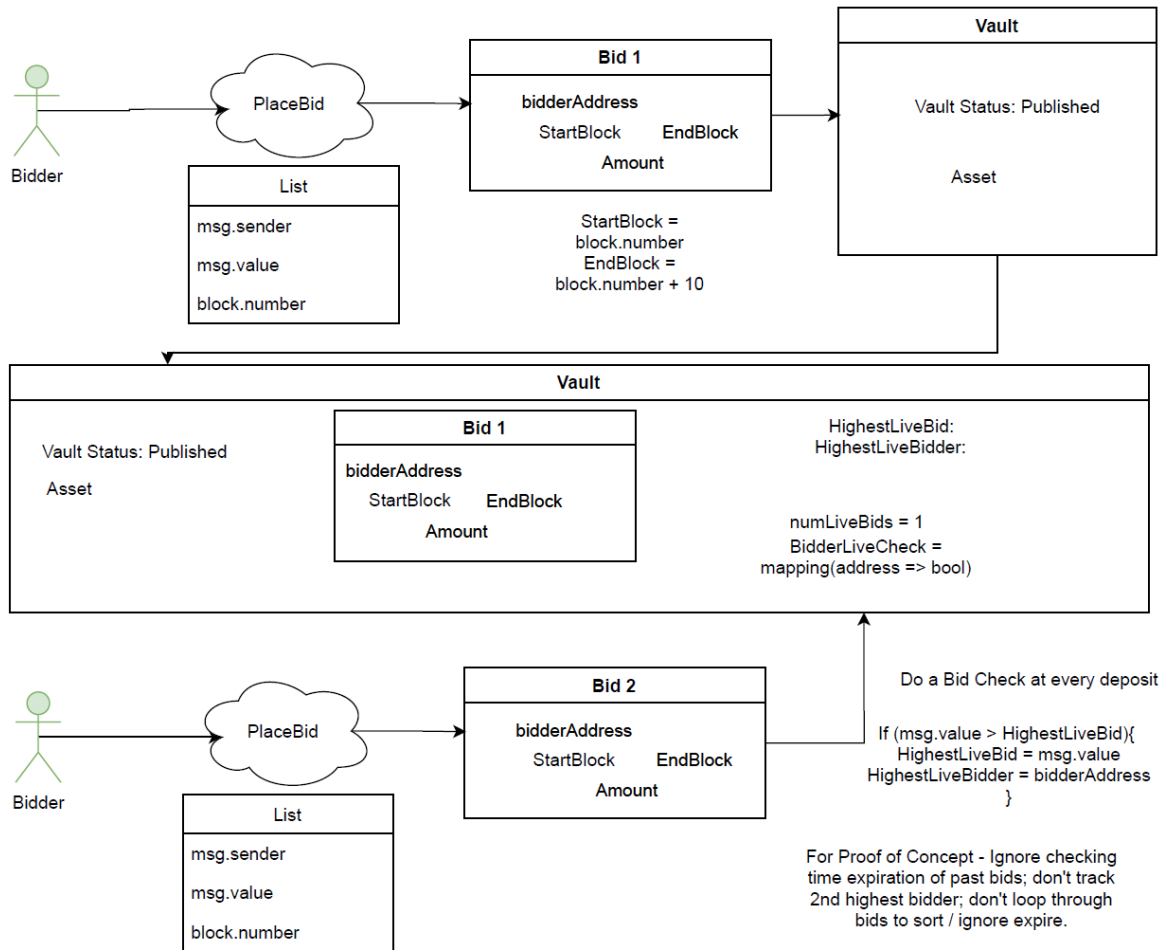 Bidder
PlaceBid
List
msg.sender
msg.value
block.number
Bid 1
bidderAddress
StartBlock EndBlock
Amount
StartBlock =
block.number
EndBlock =
block.number + 10
Vault
Vault Status: Published
Asset
Vault
Vault Status: Published
Asset
Bid 1
bidderAddress
StartBlock EndBlock
Amount
HighestLiveBid:
HighestLiveBidder:
numLiveBids = 1
BidderLiveCheck =
mapping(address => bool)
Bidder
PlaceBid
List
msg.sender
msg.value
block.number
Bid 2
bidderAddress
StartBlock EndBlock
Amount
Do a Bid Check at every deposit
If (msg.value > HighestLiveBid){
HighestLiveBid = msg.value
HighestLiveBidder = bidderAddress
}
For Proof of Concept - Ignore checking
time expiration of past bids; don't track
2nd highest bidder; don't loop through
bids to sort / ignore expire.